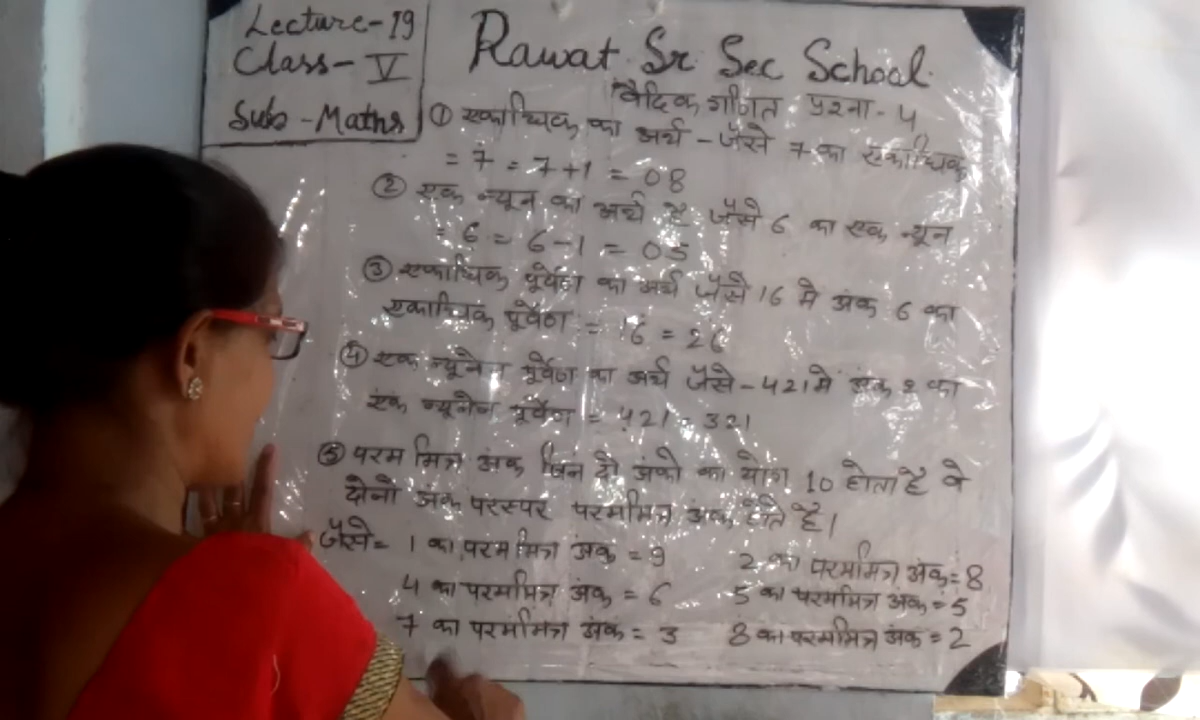 Lecture-19
Class-V
Sub-Maths
Rawat Sr Sec School.
वैदिक गणित प्रश्ना-4
① एकाधिक का अर्थ - जैसे 7 का एकाधिक
= 7 = 7+1 = 08
② एक न्यून का अर्थ है जैसे 6 का एक न्यून
= 6 = 6-1 = 05
③ एकाधिक पूर्वेण का अर्थ जैसे 16 मे अंक 6 का
एकाधिक पूर्वेण = 16 = 26
④ एक न्यूनेन पूर्वेण का अर्थ जैसे - 421 मे अंक 2 का
एक न्यूनेन पूर्वेण = 421 = 321
⑤ परम मित्र अंक जिन दो अंको का योग 10 होता है वे
दोनो अंक परस्पर परममित्र अंक होते है।
जैसे = 1 का परममित्र अंक = 9 2 का परममित्र अंक = 8
4 का परममित्र अंक = 6 5 का परममित्र अंक = 5
7 का परममित्र अंक = 3 8 का परममित्र अंक = 2